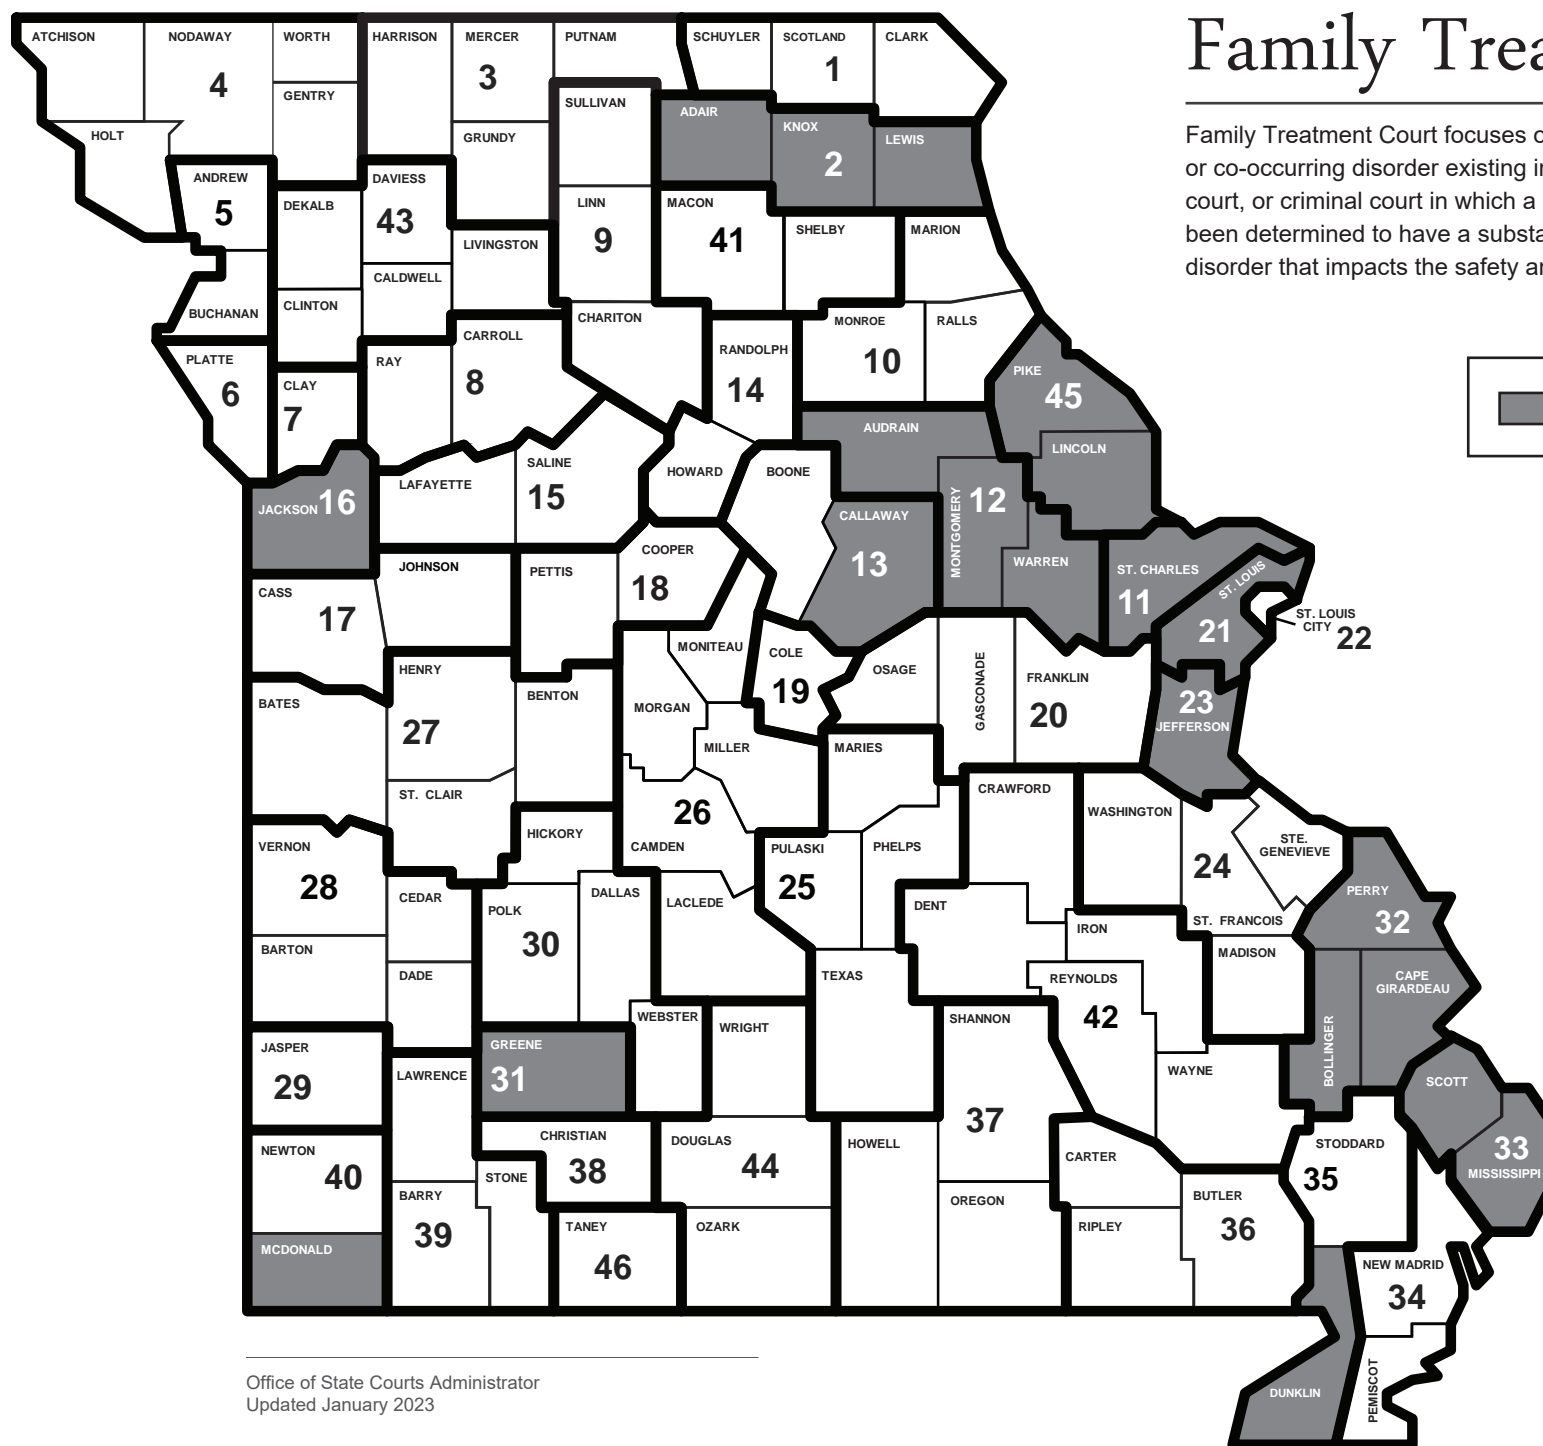 Family Trea
Family Treatment Court focuses o
or co-occurring disorder existing i
court, or criminal court in which a
been determined to have a substa
disorder that impacts the safety a
ATCHISON
NODAWAY
WORTH
HARRISON
MERCER
PUTNAM
SCHUYLER
SCOTLAND
CLARK
4
3
1
GENTRY
SULLIVAN
ADAIR
KNOX
LEWIS
HOLT
GRUNDY
2
ANDREW
5
DEKALB
DAVIESS
43
LINN
9
MACON
41
SHELBY
MARION
LIVINGSTON
CALDWELL
BUCHANAN
CLINTON
CHARITON
MONROE
RALLS
PLATTE
6
CLAY
7
RAY
CARROLL
8
RANDOLPH
14
10
PIKE
45
AUDRAIN
LINCOLN
JACKSON 16
LAFAYETTE
SALINE
15
HOWARD
BOONE
CALLAWAY
13
MONTGOMERY
12
WARREN
ST. CHARLES
11
ST. LOUIS
21
ST. LOUIS
CITY 22
CASS
17
JOHNSON
PETTIS
COOPER
18
MONITEAU
COLE
19
OSAGE
GASCONADE
FRANKLIN
20
23
JEFFERSON
BATES
HENRY
27
BENTON
MORGAN
MILLER
MARIES
ST. CLAIR
HICKORY
26
CAMDEN
PULASKI
25
PHELPS
CRAWFORD
WASHINGTON
STE.
GENEVIEVE
24
ST. FRANCOIS
VERNON
28
CEDAR
POLK
30
DALLAS
LACLEDE
DENT
IRON
MADISON
PERRY
32
BARTON
DADE
TEXAS
REYNOLDS
42
CAPE
GIRARDEAU
BOLLINGER
JASPER
29
LAWRENCE
GREENE
31
WEBSTER
WRIGHT
SHANNON
37
WAYNE
SCOTT
33
MISSISSIPPI
NEWTON
40
CHRISTIAN
38
DOUGLAS
44
HOWELL
CARTER
STODDARD
35
BARRY
39
STONE
MCDONALD
TANEY
46
OZARK
OREGON
RIPLEY
BUTLER
36
NEW MADRID
34
DUNKLIN
PEMISCOT
Office of State Courts Administrator
Updated January 2023